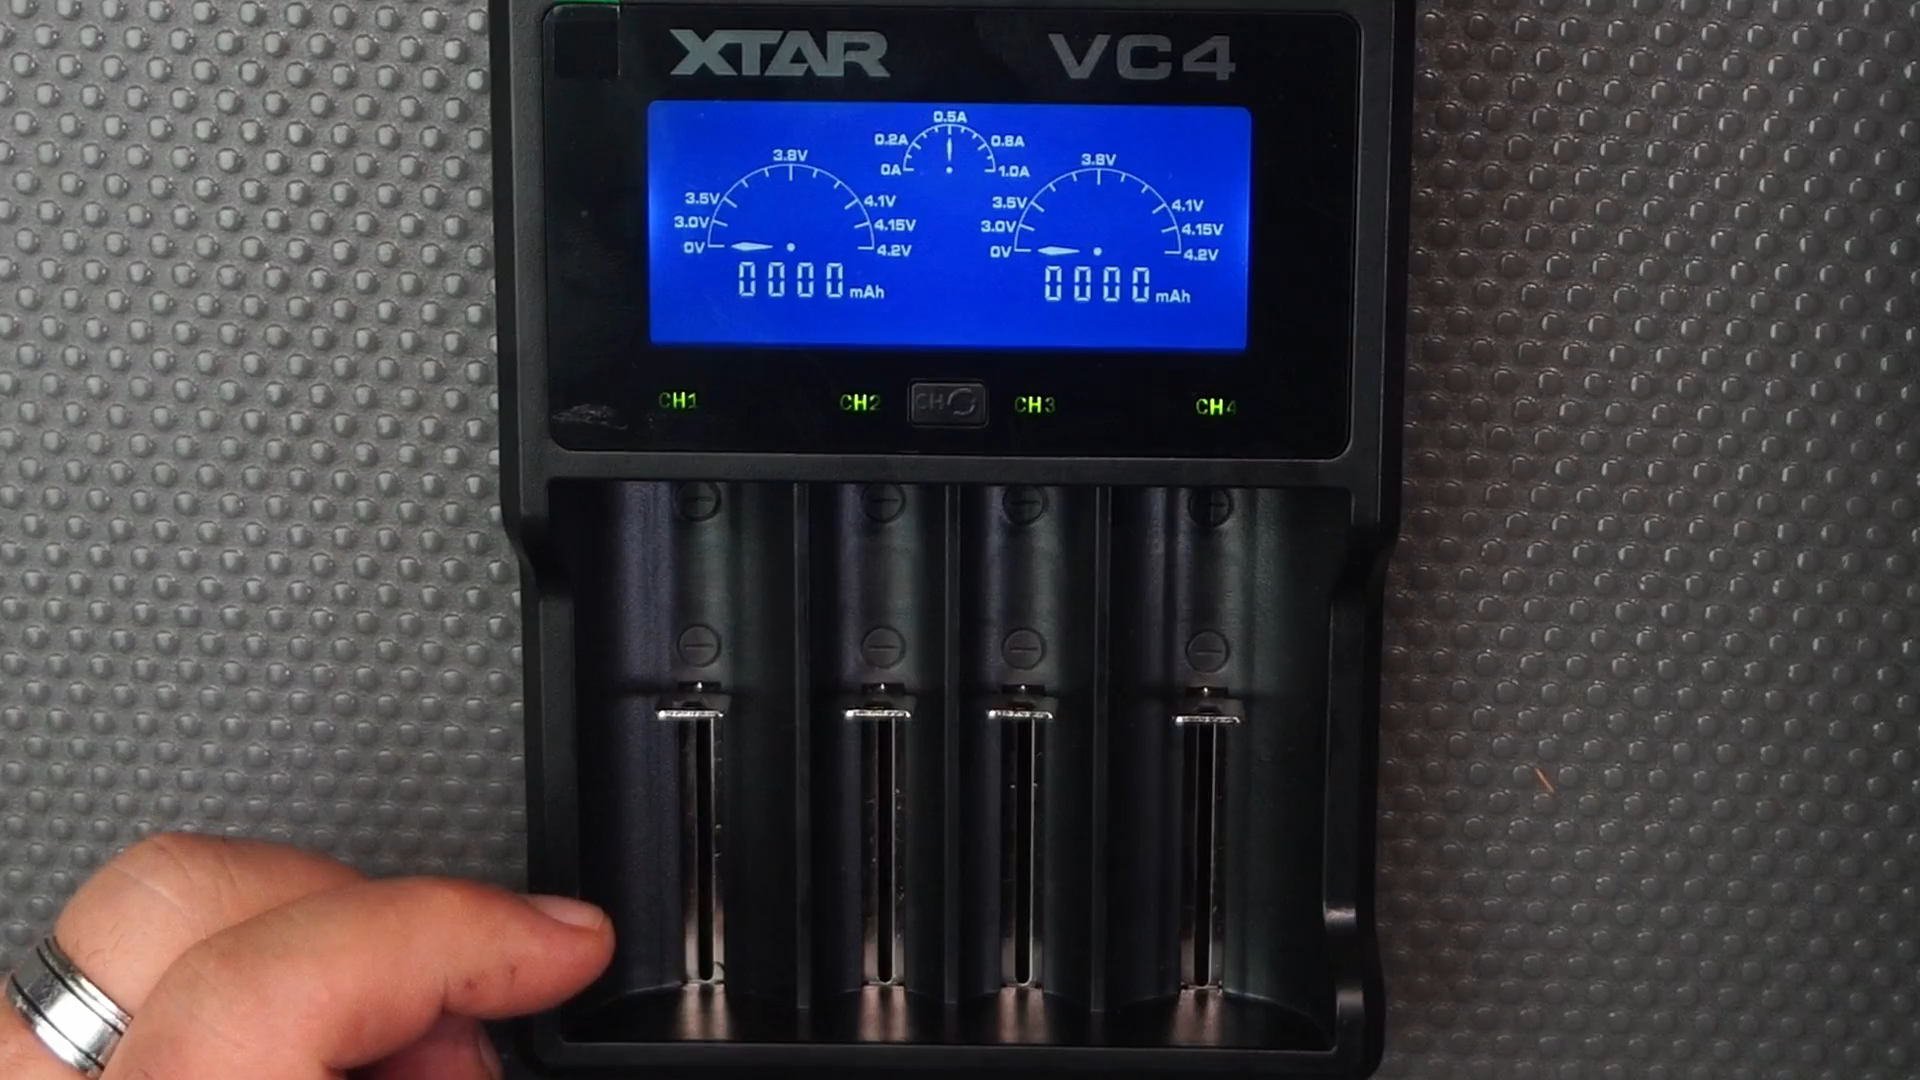 XTAR VC4
0.5A
0.2A 0.8A
0A 1.0A
3.8V 3.8V
3.5V 4.1V 3.5V 4.1V
3.0V 4.15V 3.0V 4.15V
0V 4.2V 0V 4.2V
0000 mAh 0000 mAh
CH1 CH2 CH CH3 CH4